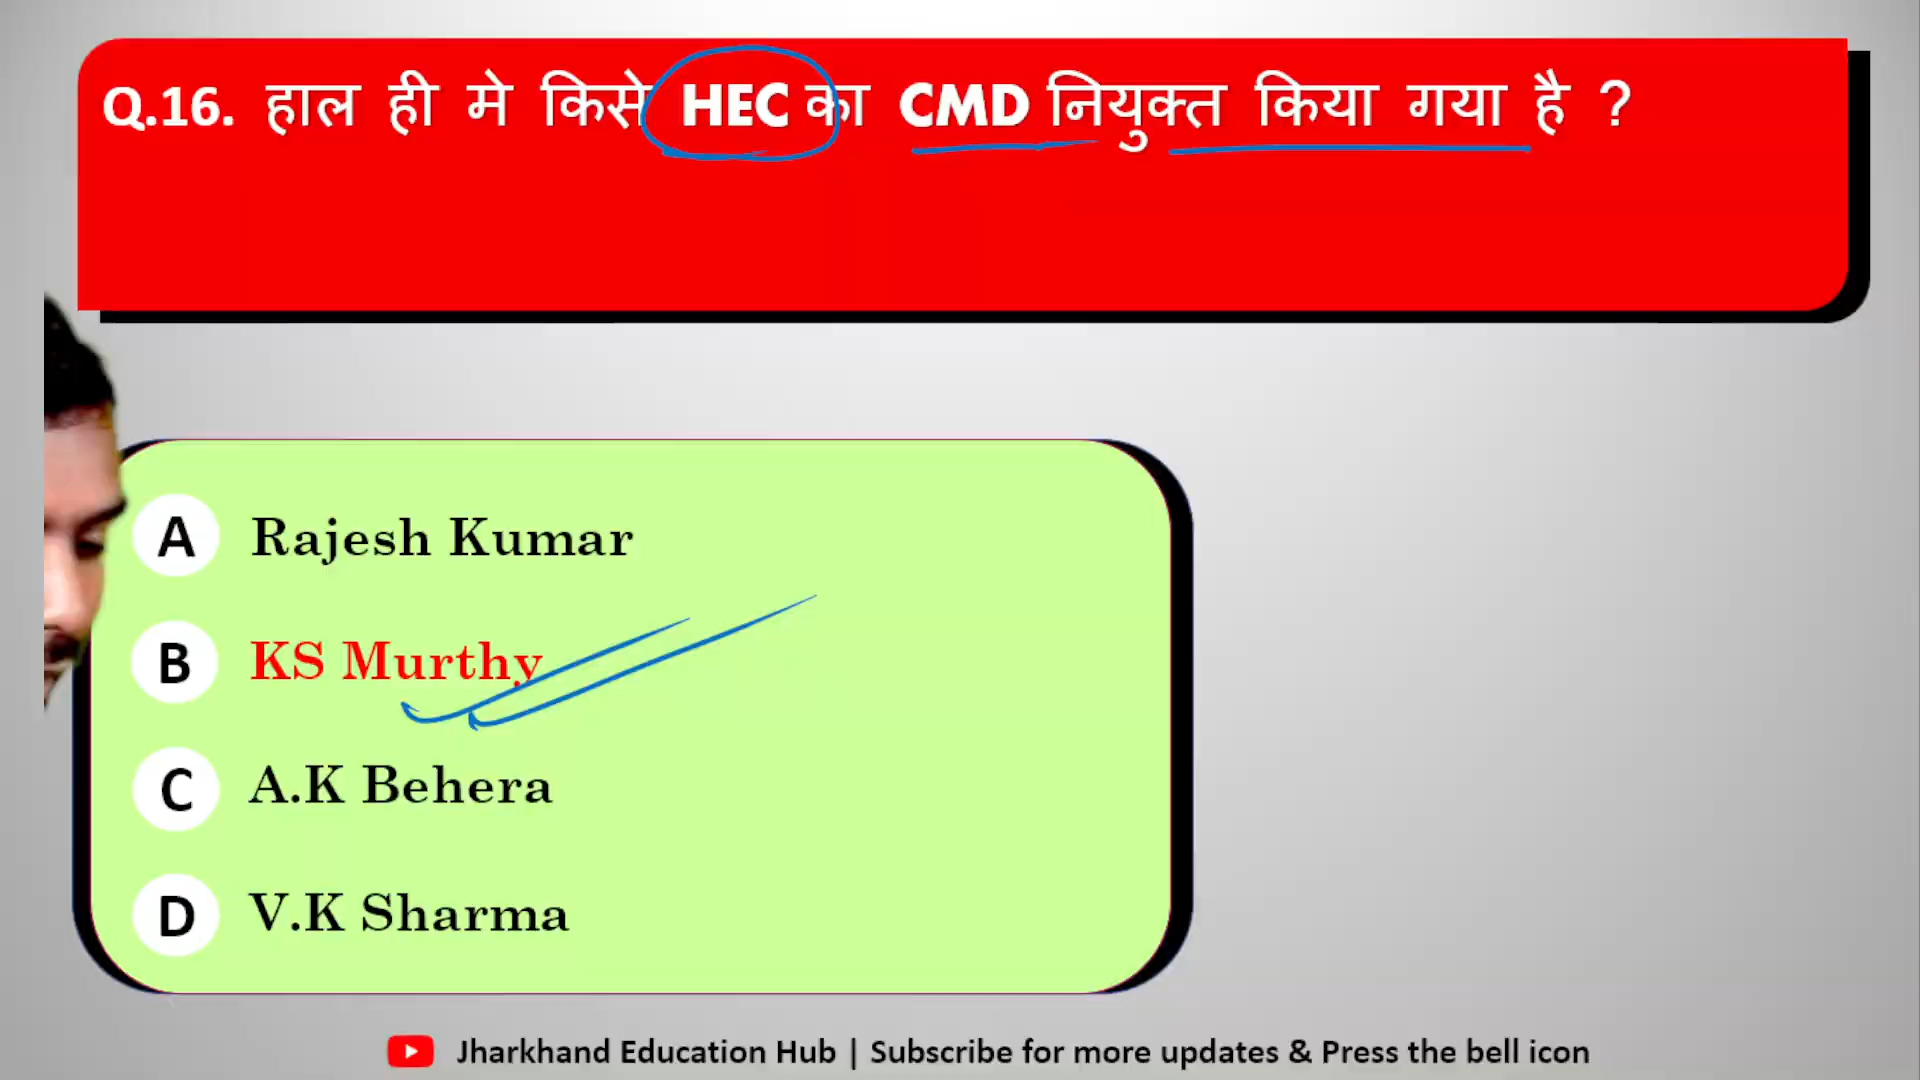 Q.16. हाल ही मे किसे HEC का CMD नियुक्त किया गया है ?
A Rajesh Kumar
B KS Murthy
C A.K Behera
D V.K Sharma
Jharkhand Education Hub | Subscribe for more updates & Press the bell icon